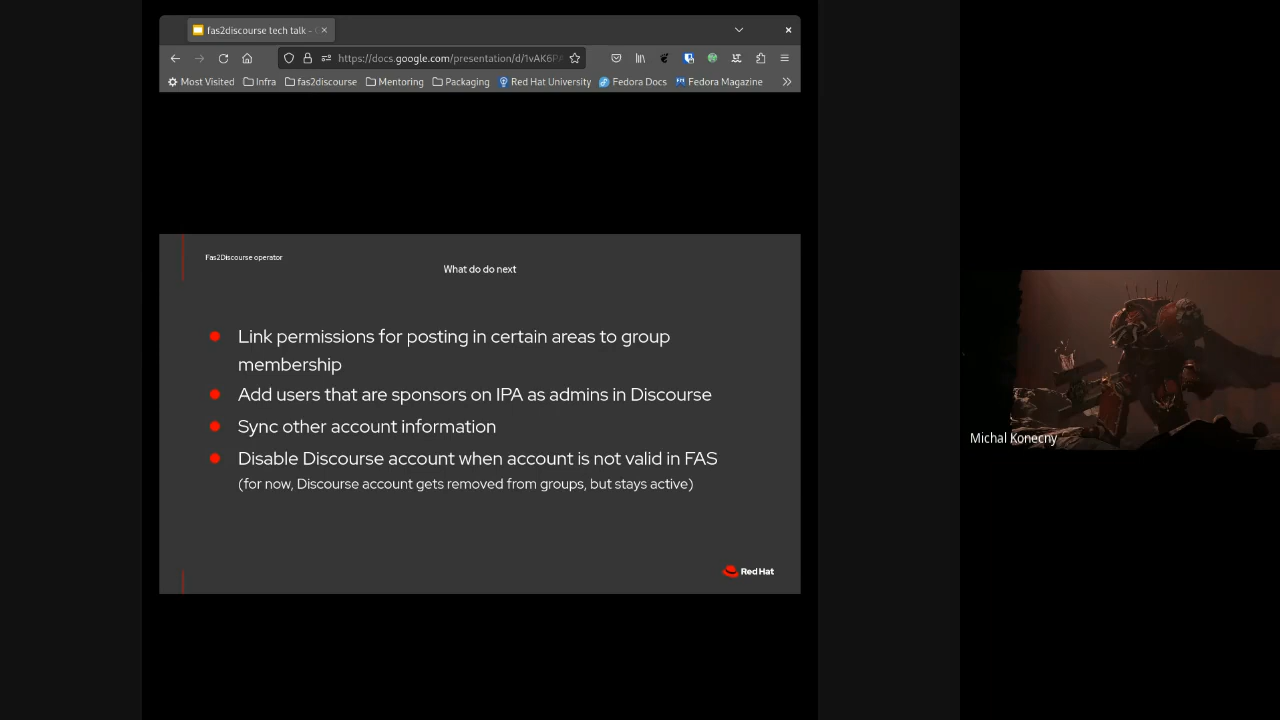 fas2discourse tech talk -
https://docs.google.com/presentation/d/1vAK6P
Most Visited Infra fas2discourse Mentoring Packaging Red Hat University Fedora Docs Fedora Magazine
Fas2Discourse operator
What do do next
Link permissions for posting in certain areas to group
membership
Add users that are sponsors on IPA as admins in Discourse
Sync other account information
Disable Discourse account when account is not valid in FAS
(for now, Discourse account gets removed from groups, but stays active)
Red Hat
Michal Konecny